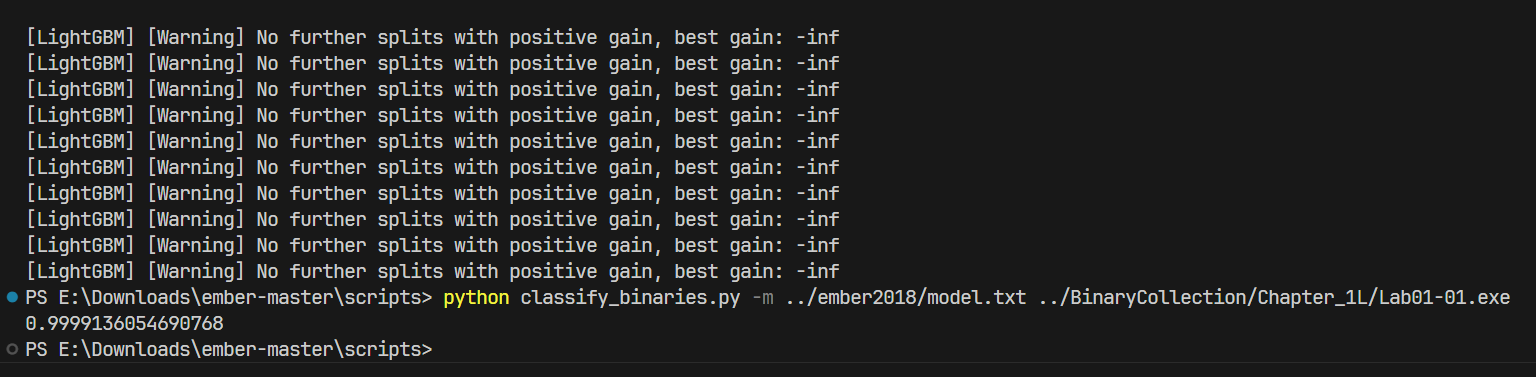 [LightGBM] [Warning] No further splits with positive gain, best gain: -inf
[LightGBM] [Warning] No further splits with positive gain, best gain: -inf
[LightGBM] [Warning] No further splits with positive gain, best gain: -inf
[LightGBM] [Warning] No further splits with positive gain, best gain: -inf
[LightGBM] [Warning] No further splits with positive gain, best gain: -inf
[LightGBM] [Warning] No further splits with positive gain, best gain: -inf
[LightGBM] [Warning] No further splits with positive gain, best gain: -inf
[LightGBM] [Warning] No further splits with positive gain, best gain: -inf
[LightGBM] [Warning] No further splits with positive gain, best gain: -inf
[LightGBM] [Warning] No further splits with positive gain, best gain: -inf
PS E:\Downloads\ember-master\scripts> python classify_binaries.py -m ../ember2018/model.txt ../BinaryCollection/Chapter_1L/Lab01-01.exe
0.9999136054690768
PS E:\Downloads\ember-master\scripts>